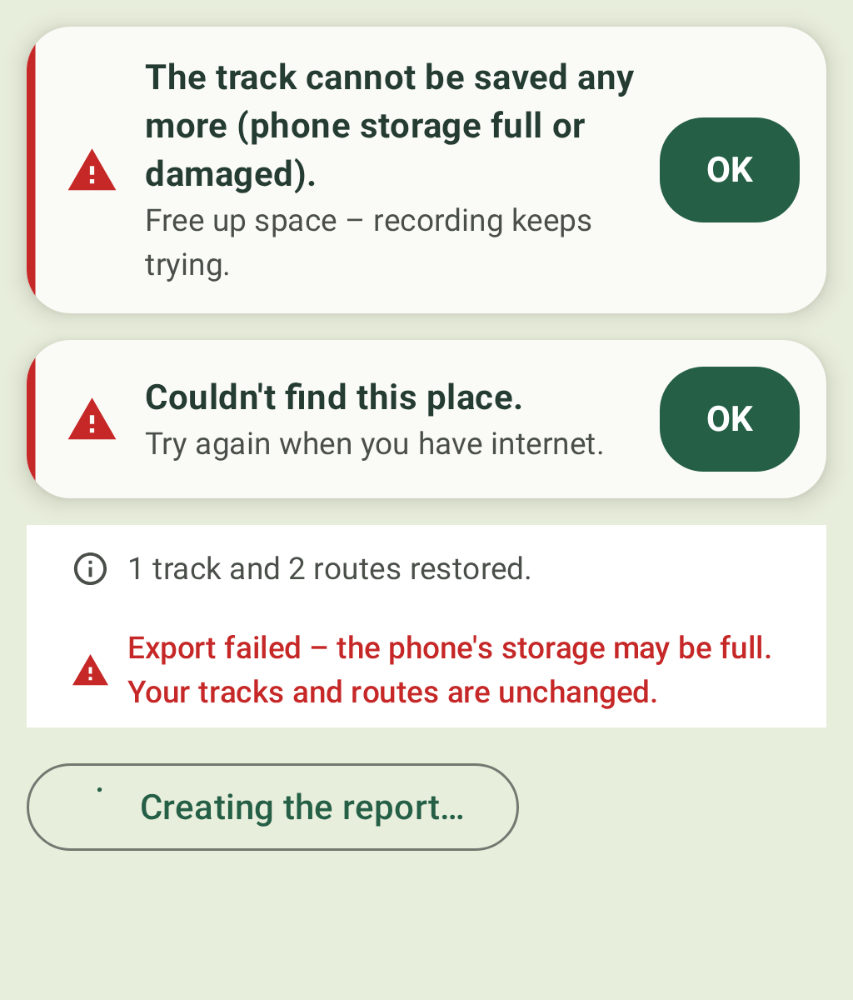 The track cannot be saved any
more (phone storage full or
damaged).
Free up space – recording keeps
trying.
OK
Couldn't find this place.
Try again when you have internet.
OK
1 track and 2 routes restored.
Export failed – the phone's storage may be full.
Your tracks and routes are unchanged.
Creating the report…